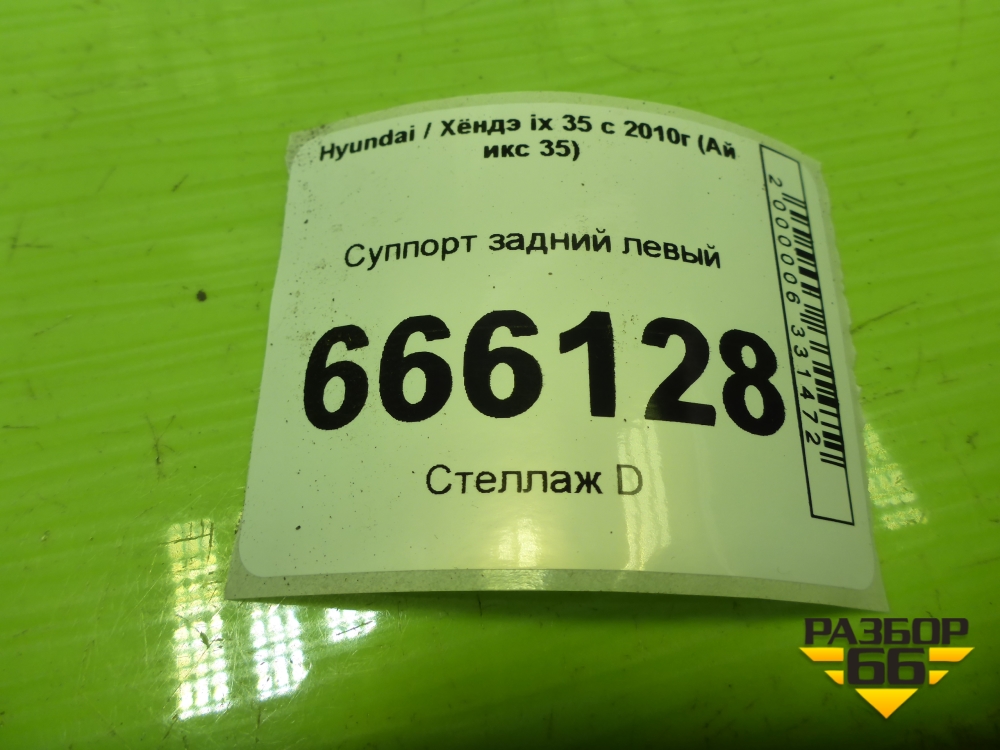 Hyundai / Хёндэ ix 35 с 2010г (Ай
икс 35)
Суппорт задний левый
666128
Стеллаж D
2000006331472
РАЗБОР
66